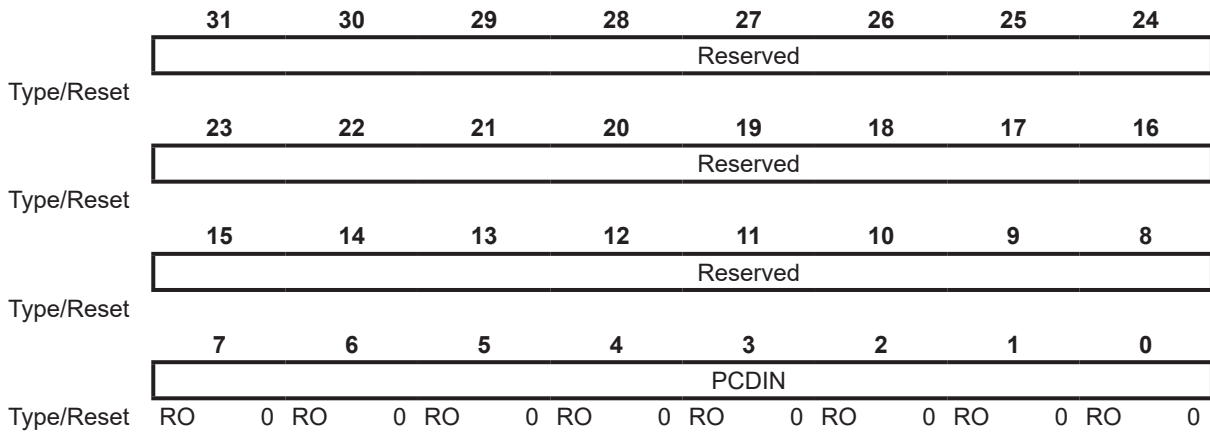 31 30 29 28 27 26 25 24
Reserved
Type/Reset
23 22 21 20 19 18 17 16
Reserved
Type/Reset
15 14 13 12 11 10 9 8
Reserved
Type/Reset
7 6 5 4 3 2 1 0
PCDIN
Type/Reset RO 0 RO 0 RO 0 RO 0 RO 0 RO 0 RO 0 RO 0